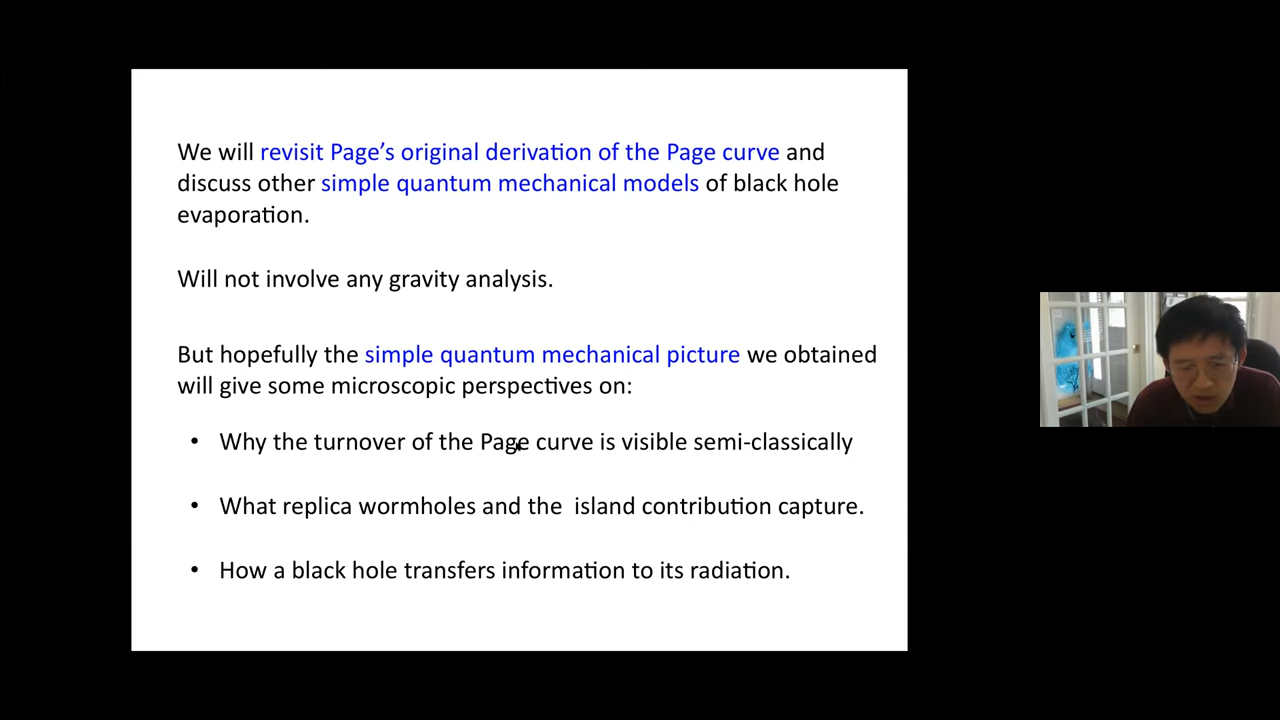 We will revisit Page’s original derivation of the Page curve and
discuss other simple quantum mechanical models of black hole
evaporation.
Will not involve any gravity analysis.
But hopefully the simple quantum mechanical picture we obtained
will give some microscopic perspectives on:
• Why the turnover of the Page curve is visible semi-classically
• What replica wormholes and the island contribution capture.
• How a black hole transfers information to its radiation.